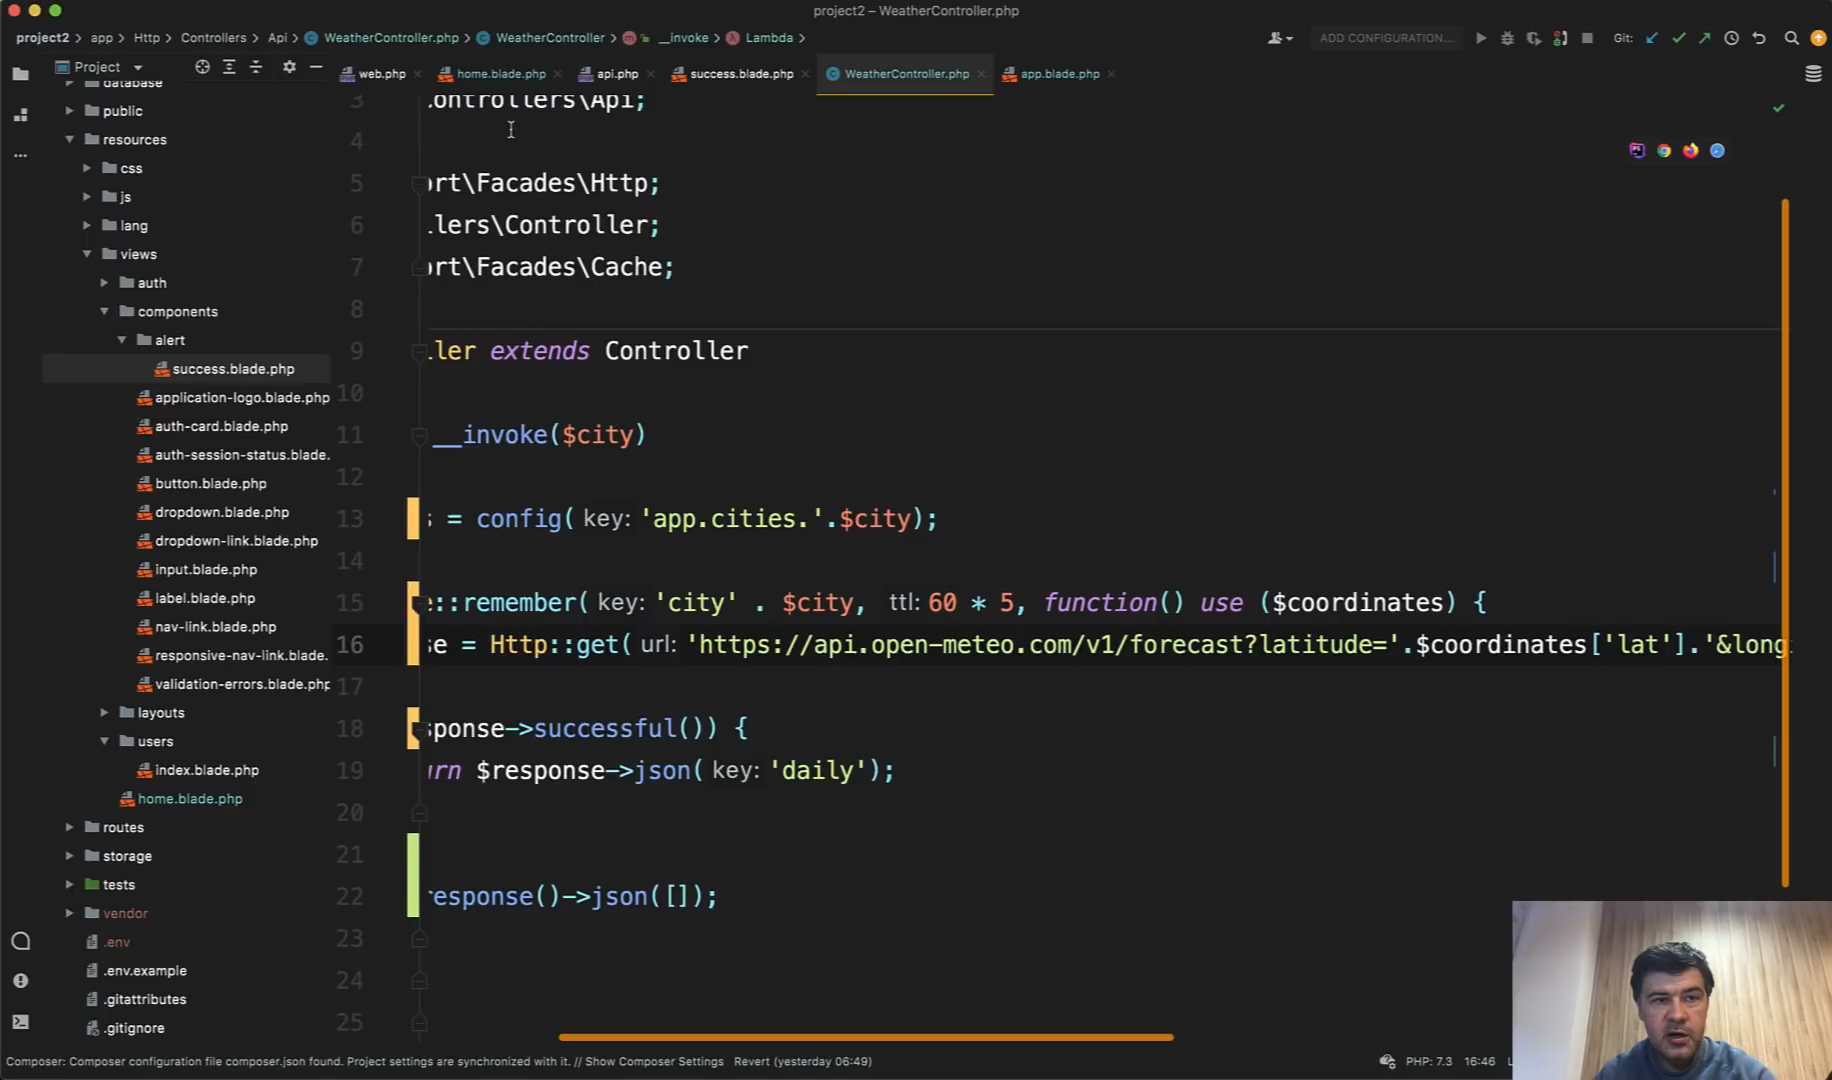 project2 – WeatherController.php
project2 app Http Controllers Api WeatherController.php WeatherController __invoke Lambda
ADD CONFIGURATION... Git:
Project
web.php home.blade.php api.php success.blade.php WeatherController.php app.blade.php
database
public
resources
css
js
lang
views
auth
components
alert
success.blade.php
application-logo.blade.php
auth-card.blade.php
auth-session-status.blade.
button.blade.php
dropdown.blade.php
dropdown-link.blade.php
input.blade.php
label.blade.php
nav-link.blade.php
responsive-nav-link.blade.
validation-errors.blade.php
layouts
users
index.blade.php
home.blade.php
routes
storage
tests
vendor
.env
.env.example
.gitattributes
.gitignore
3 Controllers\Api;
4
5 ort\Facades\Http;
6 lers\Controller;
7 ort\Facades\Cache;
8
9 ller extends Controller
10
11 __invoke($city)
12
13 s = config( key: 'app.cities.'.$city);
14
15 e::remember( key: 'city' . $city, ttl: 60 * 5, function() use ($coordinates) {
16 se = Http::get( url: 'https://api.open-meteo.com/v1/forecast?latitude='.$coordinates['lat'].'&long
17
18 sponse->successful()) {
19 urn $response->json( key: 'daily');
20
21
22 response()->json([]);
23
24
25
Composer: Composer configuration file composer.json found. Project settings are synchronized with it. // Show Composer Settings Revert (yesterday 06:49)
PHP: 7.3 16:46